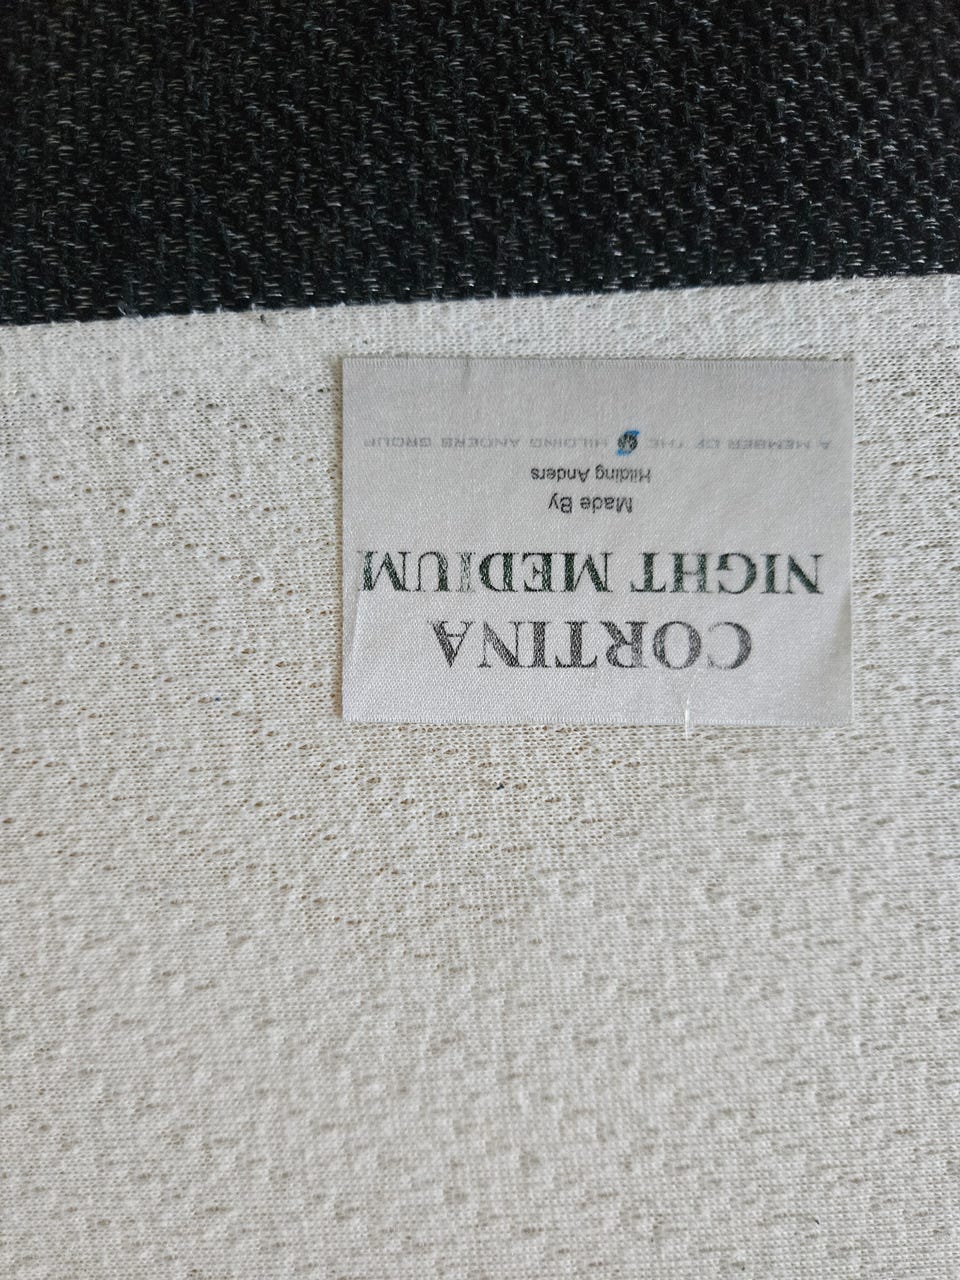 CORTINA
NIGHT MEDIUM
Made By
Hilding Anders
A MEMBER OF THE HILDING ANDERS GROUP